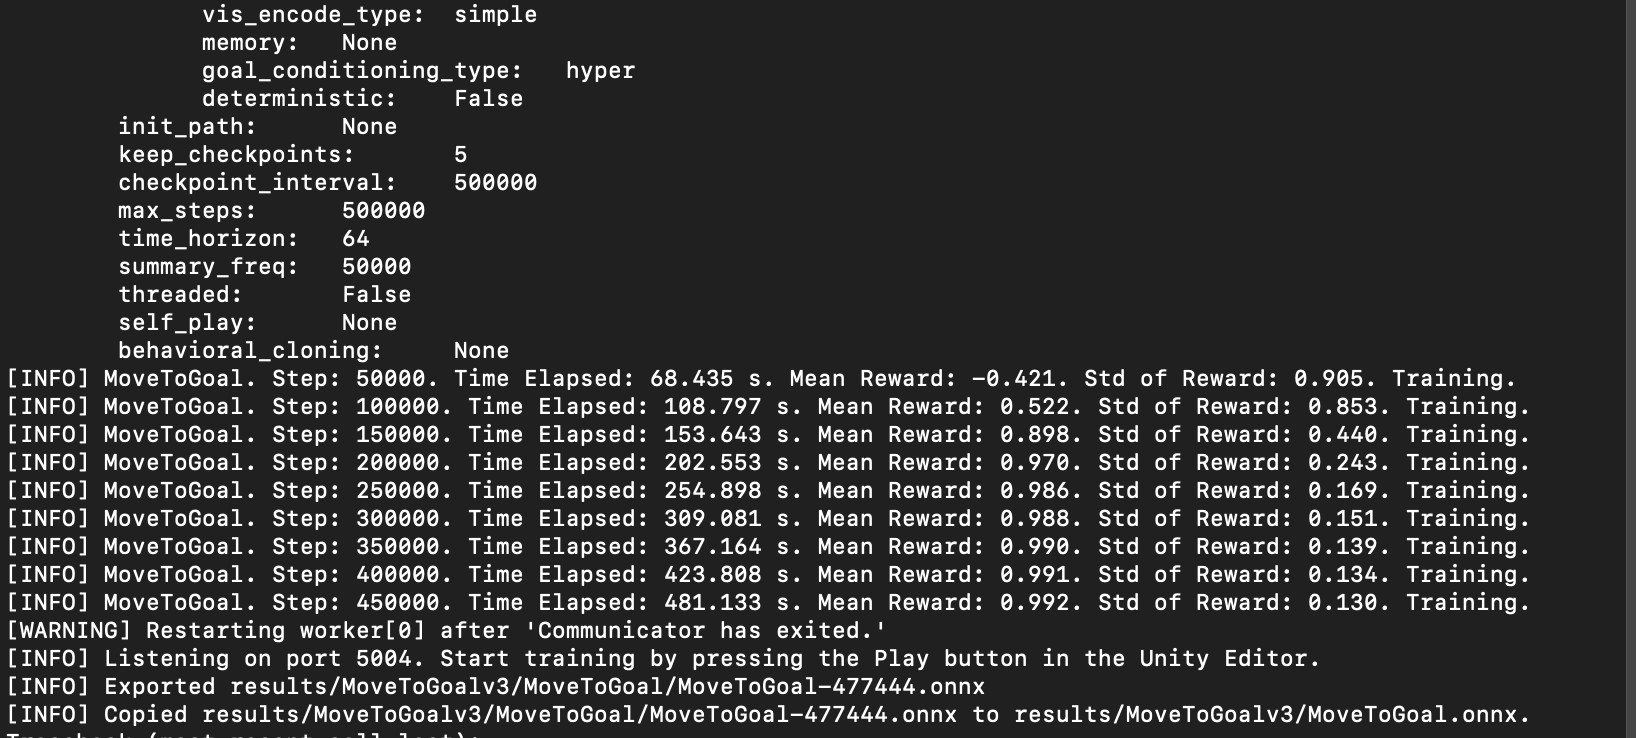 vis_encode_type: simple
memory: None
goal_conditioning_type: hyper
deterministic: False
init_path: None
keep_checkpoints: 5
checkpoint_interval: 500000
max_steps: 500000
time_horizon: 64
summary_freq: 50000
threaded: False
self_play: None
behavioral_cloning: None
[INFO] MoveToGoal. Step: 50000. Time Elapsed: 68.435 s. Mean Reward: -0.421. Std of Reward: 0.905. Training.
[INFO] MoveToGoal. Step: 100000. Time Elapsed: 108.797 s. Mean Reward: 0.522. Std of Reward: 0.853. Training.
[INFO] MoveToGoal. Step: 150000. Time Elapsed: 153.643 s. Mean Reward: 0.898. Std of Reward: 0.440. Training.
[INFO] MoveToGoal. Step: 200000. Time Elapsed: 202.553 s. Mean Reward: 0.970. Std of Reward: 0.243. Training.
[INFO] MoveToGoal. Step: 250000. Time Elapsed: 254.898 s. Mean Reward: 0.986. Std of Reward: 0.169. Training.
[INFO] MoveToGoal. Step: 300000. Time Elapsed: 309.081 s. Mean Reward: 0.988. Std of Reward: 0.151. Training.
[INFO] MoveToGoal. Step: 350000. Time Elapsed: 367.164 s. Mean Reward: 0.990. Std of Reward: 0.139. Training.
[INFO] MoveToGoal. Step: 400000. Time Elapsed: 423.808 s. Mean Reward: 0.991. Std of Reward: 0.134. Training.
[INFO] MoveToGoal. Step: 450000. Time Elapsed: 481.133 s. Mean Reward: 0.992. Std of Reward: 0.130. Training.
[WARNING] Restarting worker[0] after 'Communicator has exited.'
[INFO] Listening on port 5004. Start training by pressing the Play button in the Unity Editor.
[INFO] Exported results/MoveToGoalv3/MoveToGoal/MoveToGoal-477444.onnx
[INFO] Copied results/MoveToGoalv3/MoveToGoal/MoveToGoal-477444.onnx to results/MoveToGoalv3/MoveToGoal.onnx.
Traceback (most recent call last):